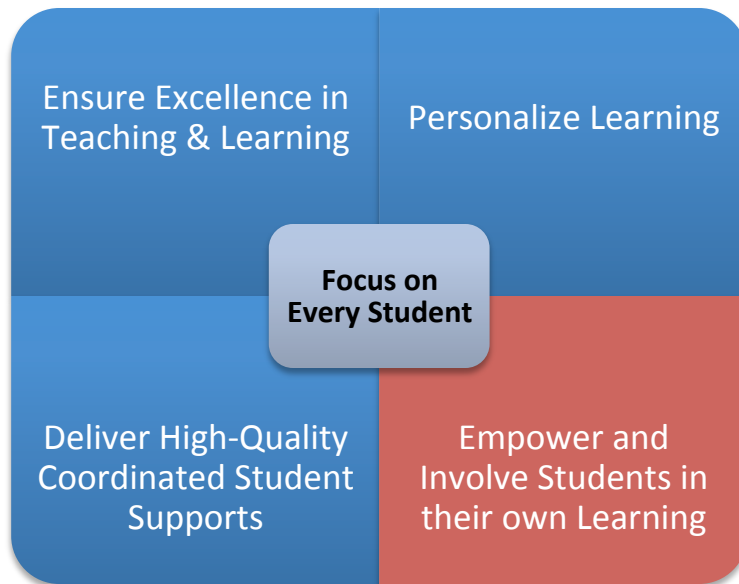 Ensure Excellence in
Teaching & Learning
Personalize Learning
Focus on
Every Student
Deliver High-Quality
Coordinated Student
Supports
Empower and
Involve Students in
their own Learning